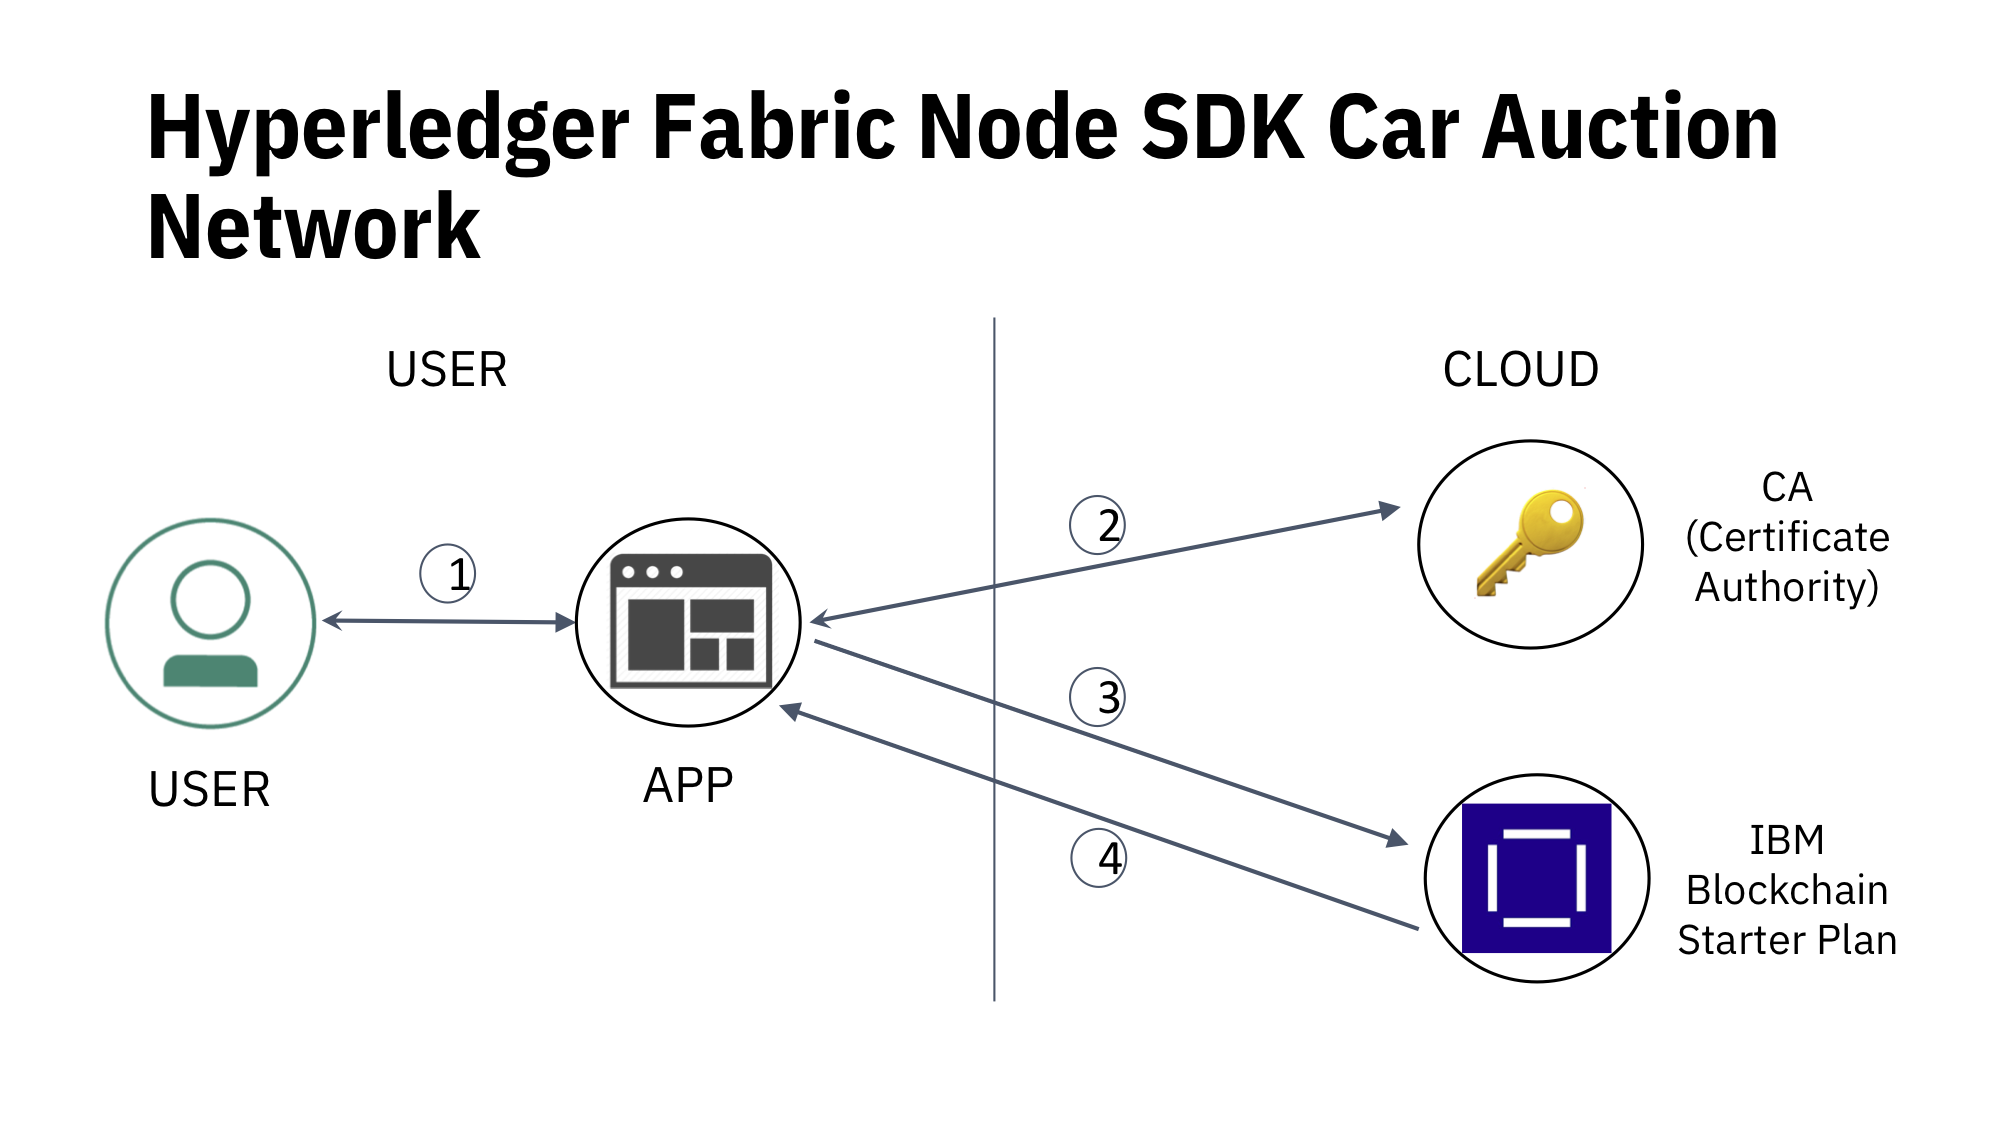 Hyperledger Fabric Node SDK Car Auction
Network
USER
CLOUD
1
2
3
4
USER
APP
CA
(Certificate
Authority)
IBM
Blockchain
Starter Plan